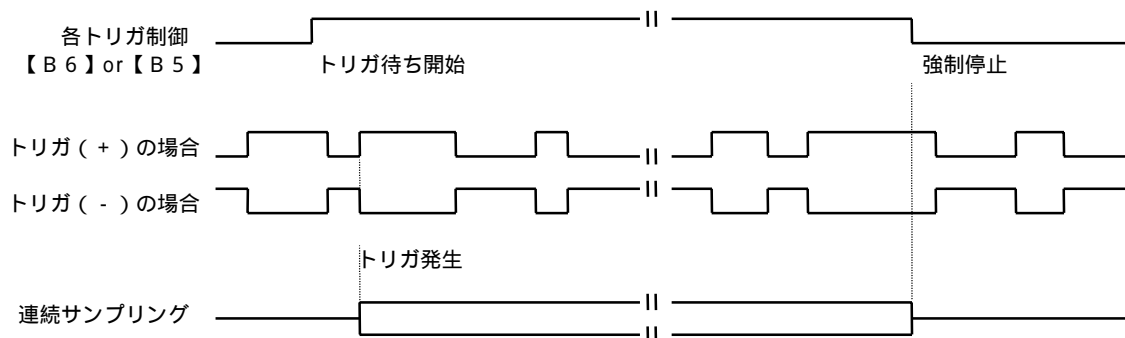 各トリガ制御
【B6】or【B5】
トリガ待ち開始
強制停止
トリガ(+)の場合
トリガ(-)の場合
トリガ発生
連続サンプリング